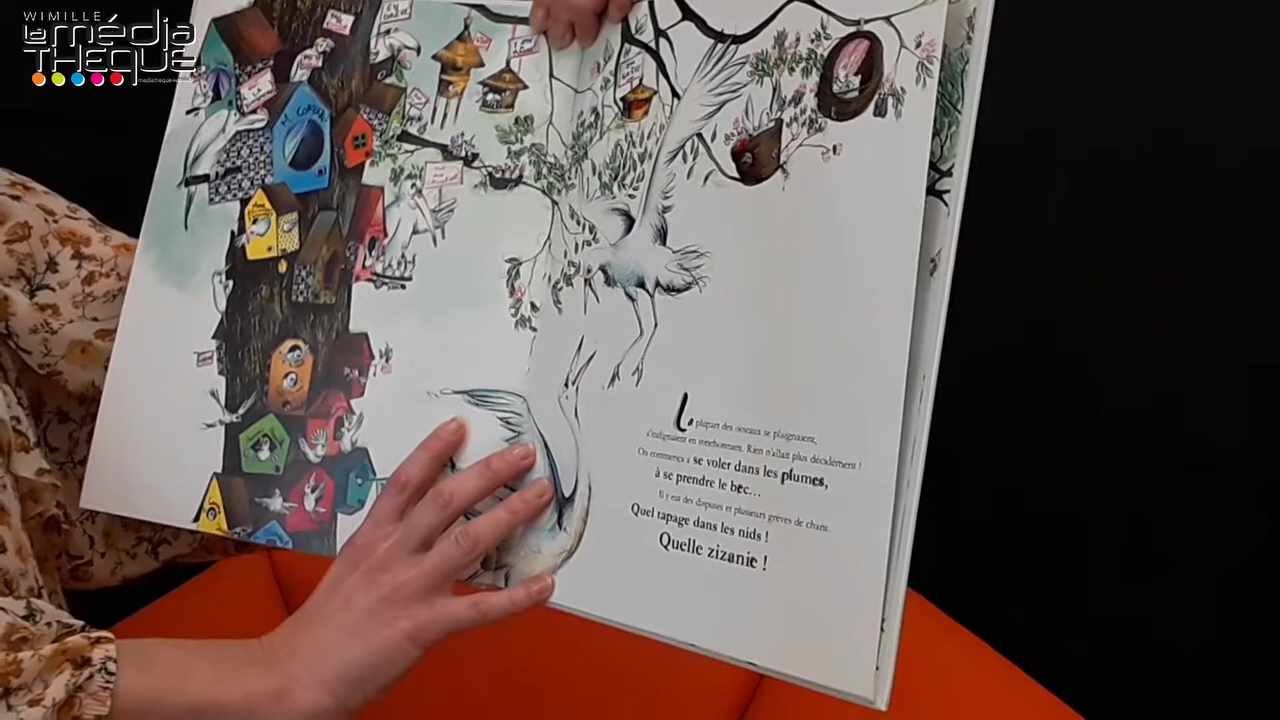 WIMILLE
la média
THEQUE
La plupart des oiseaux se plaignaient,
s'indignaient en ronchonnant. Rien n'allait plus décidément !
On commença à se voler dans les plumes,
à se prendre le bec...
Il y eut des disputes et plusieurs grèves de chant.
Quel tapage dans les nids !
Quelle zizanie !